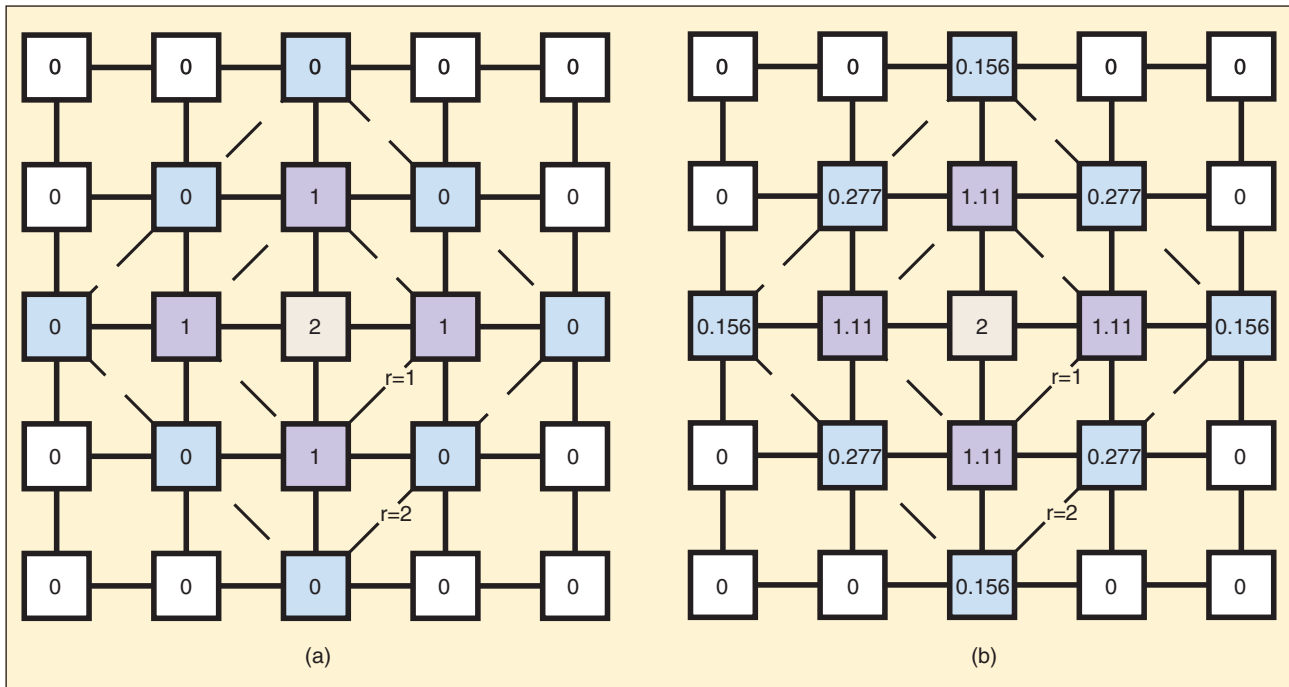 0 0 0 0 0
0 0 0.156 0 0
0 0 1 0 0
0 0.277 1.11 0.277 0
0 1 2 1 0
0.156 1.11 2 1.11 0.156
r=1
r=1
0 0 1 0 0
0 0.277 1.11 0.277 0
r=2
r=2
0 0 0 0 0
0 0 0.156 0 0
(a)
(b)